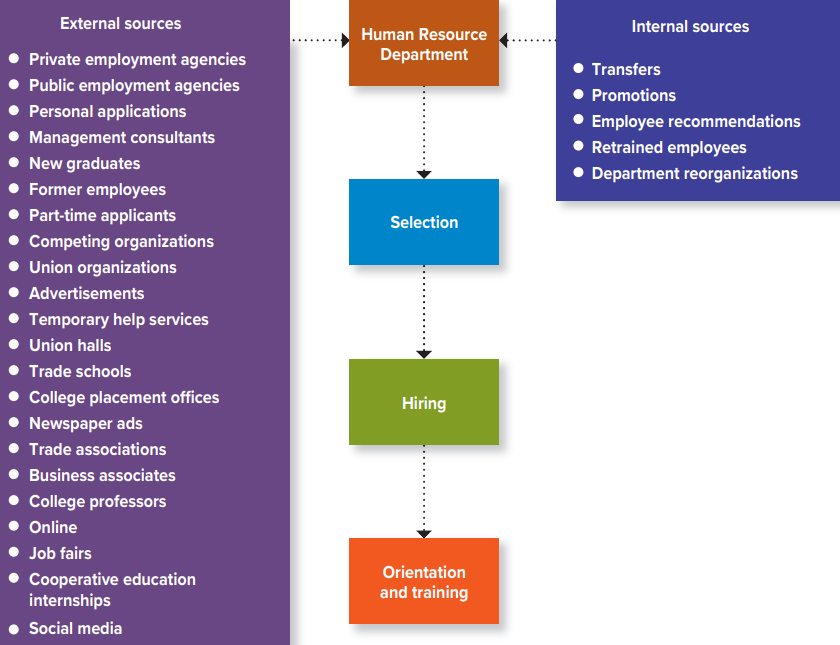 External sources
Private employment agencies
Public employment agencies
Personal applications
Management consultants
New graduates
Former employees
Part-time applicants
Competing organizations
Union organizations
Advertisements
Temporary help services
Union halls
Trade schools
College placement offices
Newspaper ads
Trade associations
Business associates
College professors
Online
Job fairs
Cooperative education
internships
Social media
Human Resource
Department
Selection
Hiring
Orientation
and training
Internal sources
Transfers
Promotions
Employee recommendations
Retrained employees
Department reorganizations